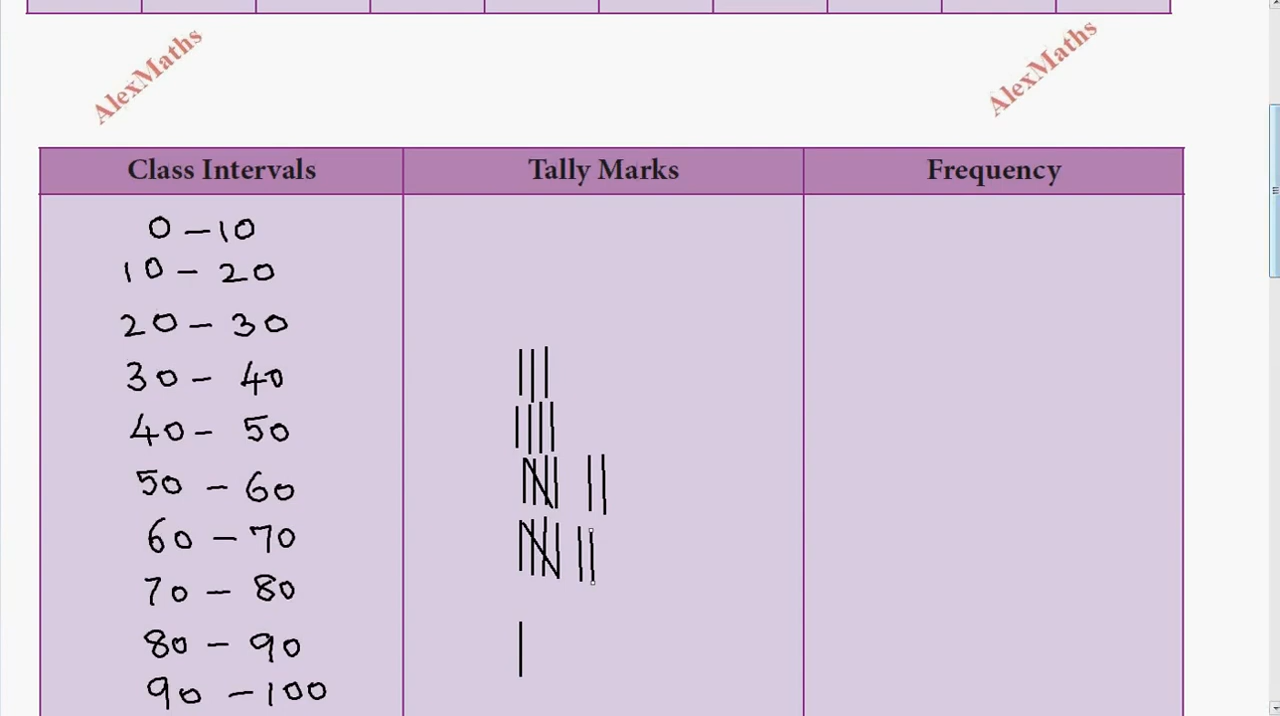 AlexMaths AlexMaths
Class Intervals Tally Marks Frequency
0 – 10
10 – 20
20 – 30
30 – 40 |||
40 – 50 ||||
50 – 60 |||| ||
60 – 70 |||| ||
70 – 80
80 – 90 |
90 – 100